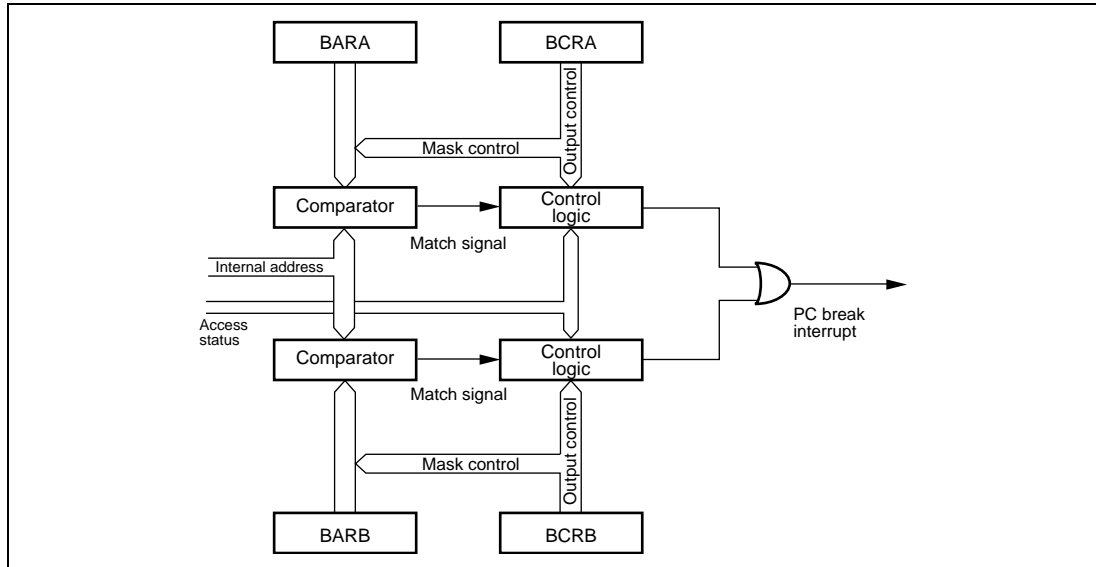 BARA
BCRA
Output control
Mask control
Comparator
Control
logic
Match signal
Internal address
Access
status
PC break
interrupt
Comparator
Control
logic
Match signal
Output control
Mask control
BARB
BCRB